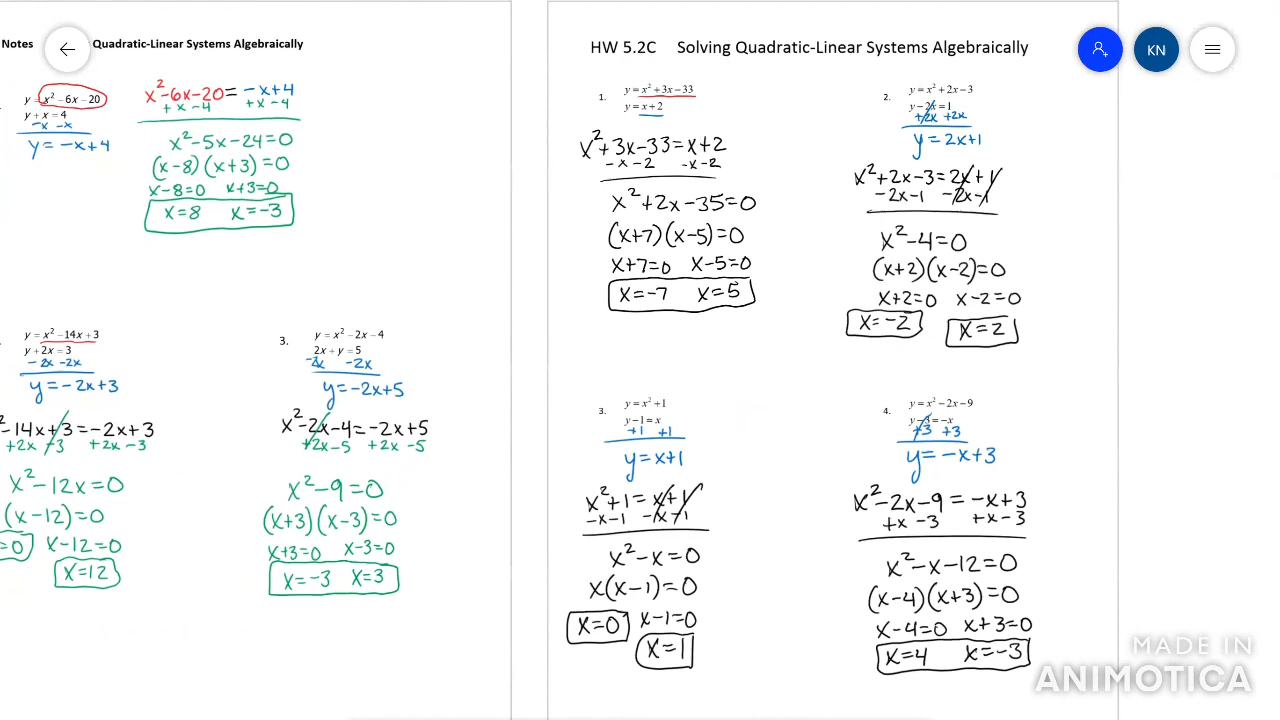 Notes Quadratic-Linear Systems Algebraically
y = x² − 6x − 20
y + x = 4
−x −x
y = −x+4
x²−6x−20 = −x+4
+x −4 +x −4
x²−5x−24=0
(x−8)(x+3)=0
x−8=0 x+3=0
x=8 x=−3
y = x² −14x + 3
y + 2x = 3
−2x −2x
y = −2x+3
−14x+3 = −2x+3
+2x −3 +2x −3
x²−12x=0
(x−12)=0
=0 x−12=0
x=12
3.
y = x² − 2x − 4
2x + y = 5
−2x −2x
y=−2x+5
x²−2x−4=−2x+5
+2x−5 +2x −5
x²−9=0
(x+3)(x−3)=0
x+3=0 x−3=0
x=−3 x=3
HW 5.2C Solving Quadratic-Linear Systems Algebraically
1.
y = x² + 3x − 33
y = x + 2
x²+3x−33=x+2
−x−2 −x−2
x²+2x−35=0
(x+7)(x−5)=0
x+7=0 x−5=0
x=−7 x=5
2.
y = x² + 2x − 3
y − 2x = 1
+2x +2x
y=2x+1
x²+2x−3=2x+1
−2x−1 −2x−1
x²−4=0
(x+2)(x−2)=0
x+2=0 x−2=0
x=−2 x=2
3.
y = x² + 1
y − 1 = x
+1 +1
y=x+1
x²+1=x+1
−x−1 −x−1
x²−x=0
x(x−1)=0
x=0 x−1=0
x=1
4.
y = x² − 2x − 9
y − 3 = −x
+3 +3
y=−x+3
x²−2x−9=−x+3
+x −3 +x−3
x²−x−12=0
(x−4)(x+3)=0
x−4=0 x+3=0
x=4 x=−3
KN
MADE IN
ANIMOTICA